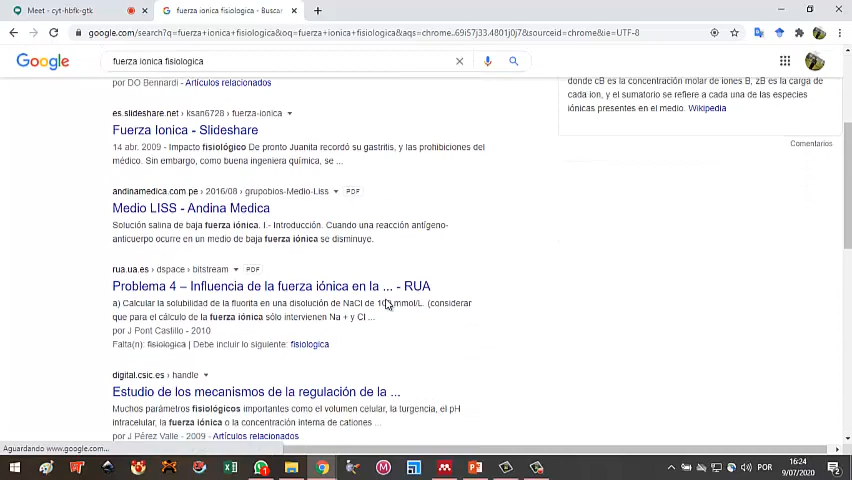 Meet - cyt-hbfk-gtk
fuerza ionica fisiologica - Buscar
google.com/search?q=fuerza+ionica+fisiologica&oq=fuerza+ionica+fisiologica&aqs=chrome..69i57j33.4801j0j7&sourceid=chrome&ie=UTF-8
Google
fuerza ionica fisiologica
por DO Bernardi - Artículos relacionados
es.slideshare.net › ksan6728 › fuerza-ionica
Fuerza Ionica - Slideshare
14 abr. 2009 - Impacto fisiológico De pronto Juanita recordó su gastritis, y las prohibiciones del
médico. Sin embargo, como buena ingeniera química, se ...
andinamedica.com.pe › 2016/08 › grupobios-Medio-Liss PDF
Medio LISS - Andina Medica
Solución salina de baja fuerza iónica. I.- Introducción. Cuando una reacción antígeno-
anticuerpo ocurre en un medio de baja fuerza iónica se disminuye.
rua.ua.es › dspace › bitstream PDF
Problema 4 – Influencia de la fuerza iónica en la ... - RUA
a) Calcular la solubilidad de la fluorita en una disolución de NaCl de mmol/L. (considerar
que para el cálculo de la fuerza iónica sólo intervienen Na + y Cl ...
por J Pont Castillo - 2010
Falta(n): fisiologica | Debe incluir lo siguiente: fisiologica
digital.csic.es › handle
Estudio de los mecanismos de la regulación de la ...
Muchos parámetros fisiológicos importantes como el volumen celular, la turgencia, el pH
intracelular, la fuerza iónica o la concentración interna de cationes ...
por J Pérez Valle - 2009 - Artículos relacionados
donde cB es la concentración molar de iones B, zB es la carga de
cada ion, y el sumatorio se refiere a cada una de las especies
iónicas presentes en el medio. Wikipedia
Comentarios
Aguardando www.google.com...
POR
16:24
9/07/2020
2